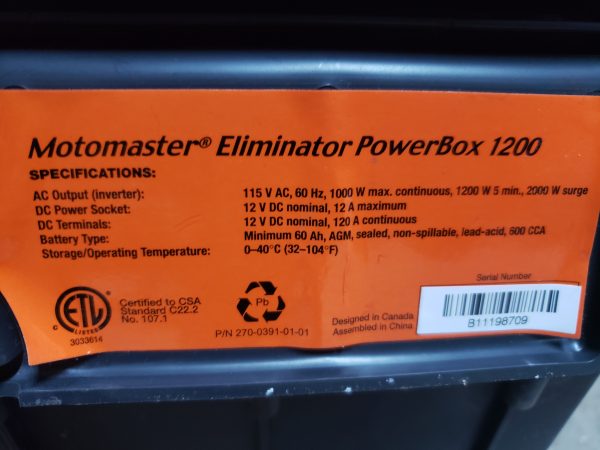 Motomaster® Eliminator PowerBox 1200
SPECIFICATIONS:
AC Output (inverter): 115 V AC, 60 Hz, 1000 W max. continuous, 1200 W 5 min., 2000 W surge
DC Power Socket: 12 V DC nominal, 12 A maximum
DC Terminals: 12 V DC nominal, 120 A continuous
Battery Type: Minimum 60 Ah, AGM, sealed, non-spillable, lead-acid, 600 CCA
Storage/Operating Temperature: 0–40°C (32–104°F)
Serial Number
B11198709
ETL
C
LISTED
3033614
Certified to CSA
Standard C22.2
No. 107.1
Pb
P/N 270-0391-01-01
Designed in Canada
Assembled in China